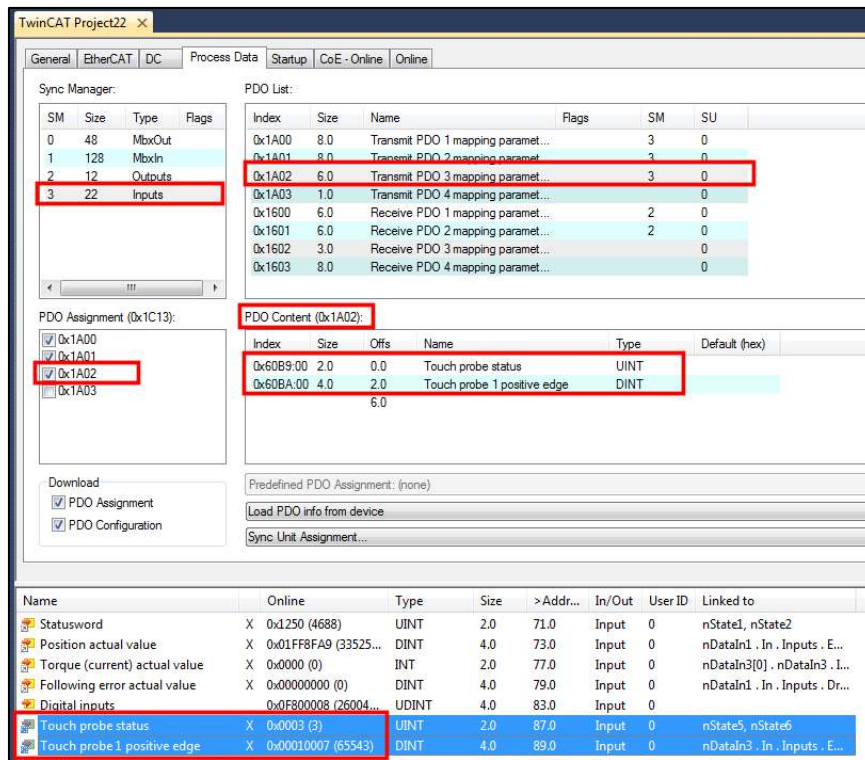 TwinCAT Project22
General EtherCAT DC Process Data Startup CoE - Online Online
Sync Manager:
SM Size Type Flags
0 48 MbxOut
1 128 MbxIn
2 12 Outputs
3 22 Inputs
PDO List:
Index Size Name Flags SM SU
0x1A00 8.0 Transmit PDO 1 mapping paramet... 3 0
0x1A01 8.0 Transmit PDO 2 mapping paramet... 3 0
0x1A02 6.0 Transmit PDO 3 mapping paramet... 3 0
0x1A03 1.0 Transmit PDO 4 mapping paramet... 0
0x1600 6.0 Receive PDO 1 mapping paramet... 2 0
0x1601 6.0 Receive PDO 2 mapping paramet... 2 0
0x1602 3.0 Receive PDO 3 mapping paramet... 0
0x1603 8.0 Receive PDO 4 mapping paramet... 0
PDO Assignment (0x1C13):
0x1A00
0x1A01
0x1A02
0x1A03
PDO Content (0x1A02):
Index Size Offs Name Type Default (hex)
0x60B9:00 2.0 0.0 Touch probe status UINT
0x60BA:00 4.0 2.0 Touch probe 1 positive edge DINT
6.0
Download
PDO Assignment
PDO Configuration
Predefined PDO Assignment: (none)
Load PDO info from device
Sync Unit Assignment...
Name Online Type Size >Addr... In/Out User ID Linked to
Statusword X 0x1250 (4688) UINT 2.0 71.0 Input 0 nState1, nState2
Position actual value X 0x01FF8FA9 (33525... DINT 4.0 73.0 Input 0 nDataIn1 . In . Inputs . E...
Torque (current) actual value X 0x0000 (0) INT 2.0 77.0 Input 0 nDataIn3[0] . nDataIn3 . I...
Following error actual value X 0x00000000 (0) DINT 4.0 79.0 Input 0 nDataIn1 . In . Inputs . Dr...
Digital inputs 0x0F800008 (26004... UDINT 4.0 83.0 Input 0
Touch probe status X 0x0003 (3) UINT 2.0 87.0 Input 0 nState5, nState6
Touch probe 1 positive edge X 0x00010007 (65543) DINT 4.0 89.0 Input 0 nDataIn3 . In . Inputs . E...